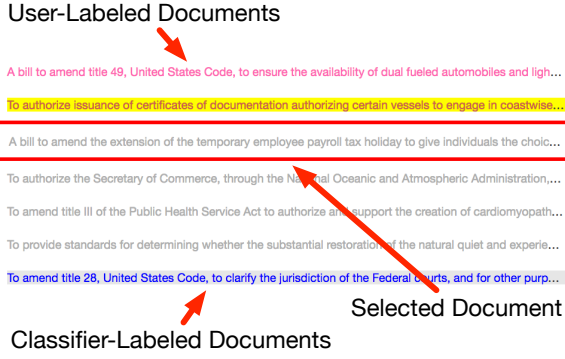 User-Labeled Documents
A bill to amend title 49, United States Code, to ensure the availability of dual fueled automobiles and ligh...
To authorize issuance of certificates of documentation authorizing certain vessels to engage in coastwise...
A bill to amend the extension of the temporary employee payroll tax holiday to give individuals the choic...
To authorize the Secretary of Commerce, through the National Oceanic and Atmospheric Administration,...
To amend title III of the Public Health Service Act to authorize and support the creation of cardiomyopath...
To provide standards for determining whether the substantial restoration of the natural quiet and experie...
To amend title 28, United States Code, to clarify the jurisdiction of the Federal courts, and for other purp...
Selected Document
Classifier-Labeled Documents